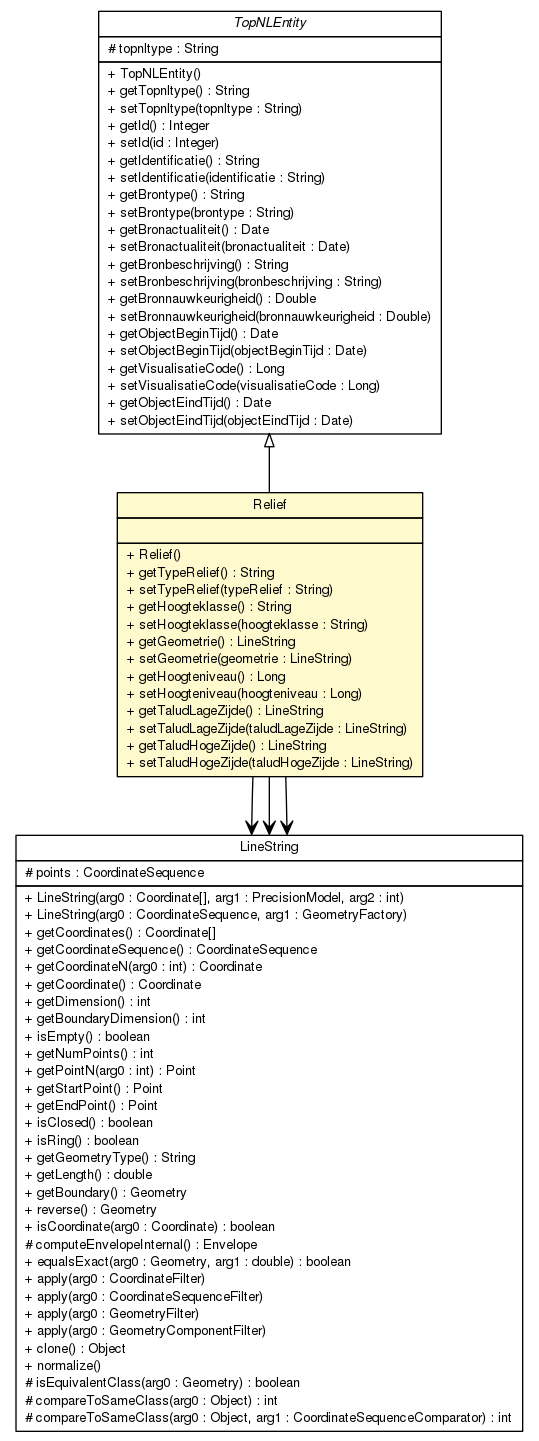 TopNLEntity
# topnltype : String
+ TopNLEntity()
+ getTopnltype() : String
+ setTopnltype(topnltype : String)
+ getId() : Integer
+ setId(id : Integer)
+ getIdentificatie() : String
+ setIdentificatie(identificatie : String)
+ getBrontype() : String
+ setBrontype(brontype : String)
+ getBronactualiteit() : Date
+ setBronactualiteit(bronactualiteit : Date)
+ getBronbeschrijving() : String
+ setBronbeschrijving(bronbeschrijving : String)
+ getBronnauwkeurigheid() : Double
+ setBronnauwkeurigheid(bronnauwkeurigheid : Double)
+ getObjectBeginTijd() : Date
+ setObjectBeginTijd(objectBeginTijd : Date)
+ getVisualisatieCode() : Long
+ setVisualisatieCode(visualisatieCode : Long)
+ getObjectEindTijd() : Date
+ setObjectEindTijd(objectEindTijd : Date)
Relief
+ Relief()
+ getTypeRelief() : String
+ setTypeRelief(typeRelief : String)
+ getHoogteklasse() : String
+ setHoogteklasse(hoogteklasse : String)
+ getGeometrie() : LineString
+ setGeometrie(geometrie : LineString)
+ getHoogteniveau() : Long
+ setHoogteniveau(hoogteniveau : Long)
+ getTaludLageZijde() : LineString
+ setTaludLageZijde(taludLageZijde : LineString)
+ getTaludHogeZijde() : LineString
+ setTaludHogeZijde(taludHogeZijde : LineString)
LineString
# points : CoordinateSequence
+ LineString(arg0 : Coordinate[], arg1 : PrecisionModel, arg2 : int)
+ LineString(arg0 : CoordinateSequence, arg1 : GeometryFactory)
+ getCoordinates() : Coordinate[]
+ getCoordinateSequence() : CoordinateSequence
+ getCoordinateN(arg0 : int) : Coordinate
+ getCoordinate() : Coordinate
+ getDimension() : int
+ getBoundaryDimension() : int
+ isEmpty() : boolean
+ getNumPoints() : int
+ getPointN(arg0 : int) : Point
+ getStartPoint() : Point
+ getEndPoint() : Point
+ isClosed() : boolean
+ isRing() : boolean
+ getGeometryType() : String
+ getLength() : double
+ getBoundary() : Geometry
+ reverse() : Geometry
+ isCoordinate(arg0 : Coordinate) : boolean
# computeEnvelopeInternal() : Envelope
+ equalsExact(arg0 : Geometry, arg1 : double) : boolean
+ apply(arg0 : CoordinateFilter)
+ apply(arg0 : CoordinateSequenceFilter)
+ apply(arg0 : GeometryFilter)
+ apply(arg0 : GeometryComponentFilter)
+ clone() : Object
+ normalize()
# isEquivalentClass(arg0 : Geometry) : boolean
# compareToSameClass(arg0 : Object) : int
# compareToSameClass(arg0 : Object, arg1 : CoordinateSequenceComparator) : int